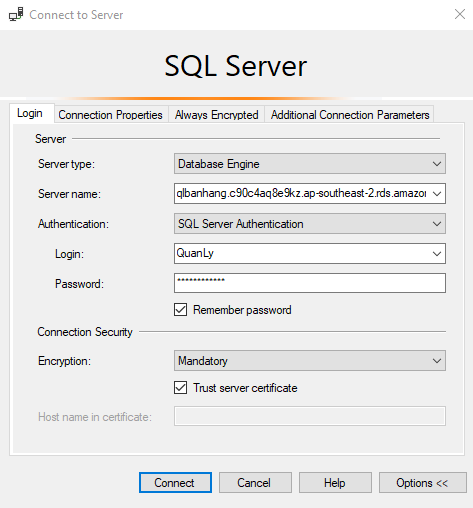 Connect to Server
SQL Server
Login Connection Properties Always Encrypted Additional Connection Parameters
Server
Server type: Database Engine
Server name: qlbanhang.c90c4aq8e9kz.ap-southeast-2.rds.amazon
Authentication: SQL Server Authentication
Login: QuanLy
Password: ************
Remember password
Connection Security
Encryption: Mandatory
Trust server certificate
Host name in certificate:
Connect Cancel Help Options <<